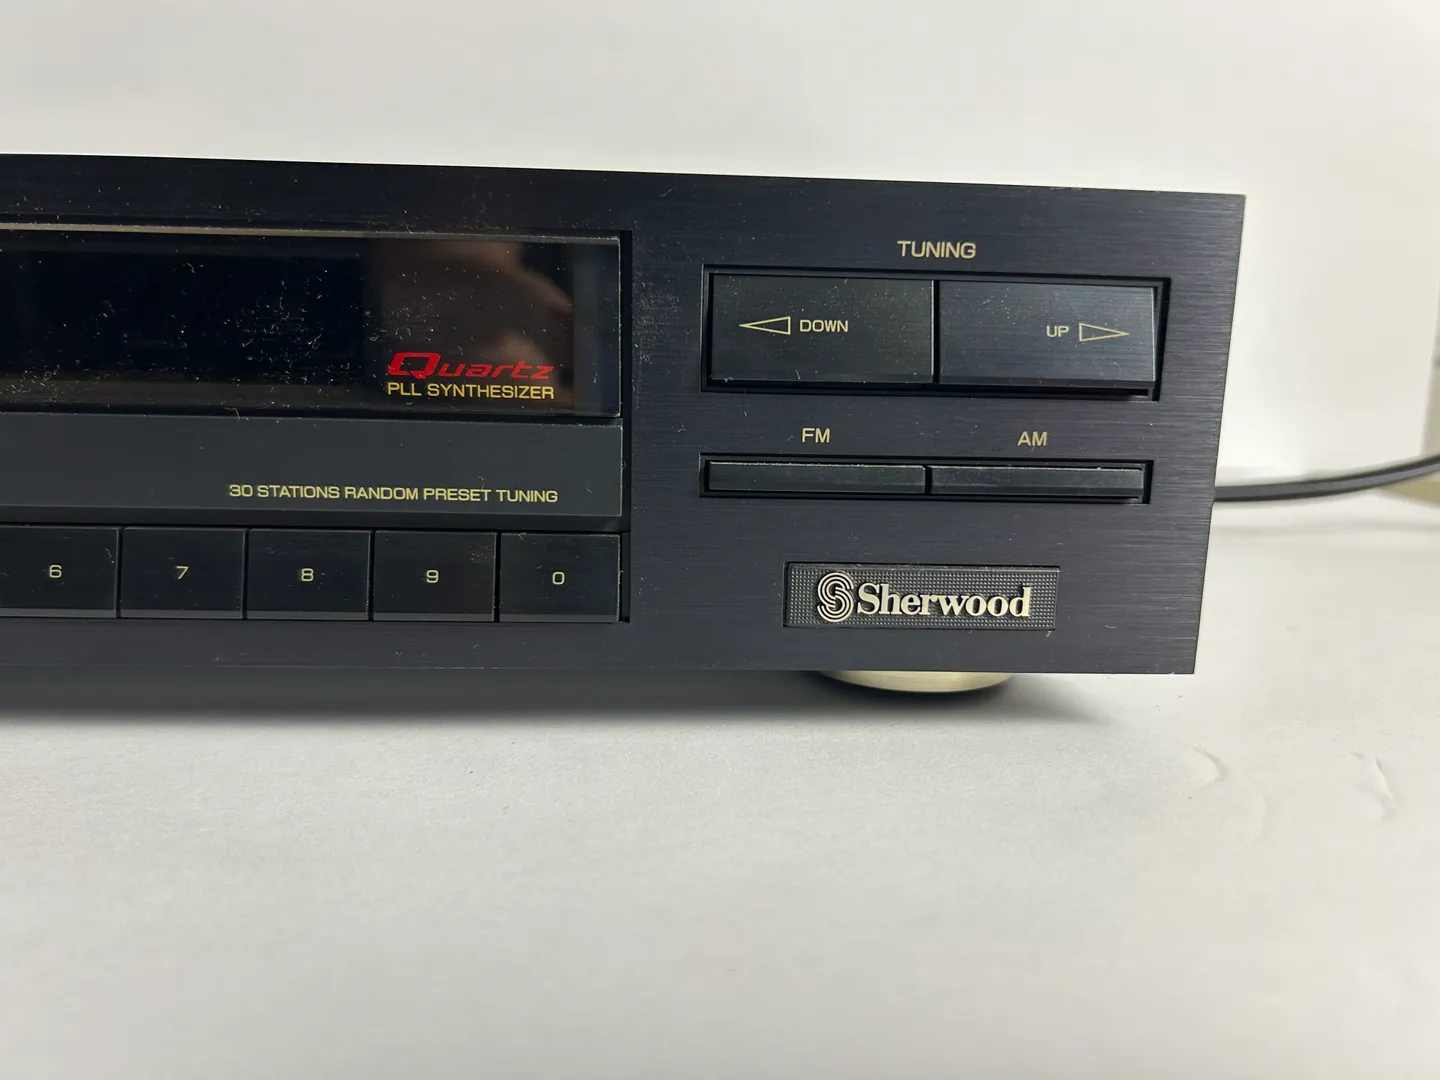 TUNING
DOWN
UP
Quartz
PLL SYNTHESIZER
FM
AM
30 STATIONS RANDOM PRESET TUNING
6 7 8 9 0
Sherwood